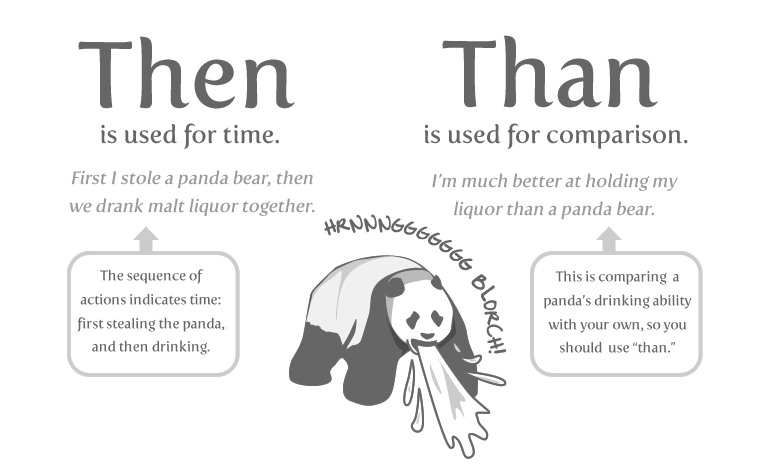 Then
is used for time.
First I stole a panda bear, then
we drank malt liquor together.
The sequence of
actions indicates time:
first stealing the panda,
and then drinking.
Than
is used for comparison.
I'm much better at holding my
liquor than a panda bear.
This is comparing a
panda's drinking ability
with your own, so you
should use “than.”
HRNNNGGGGGGG BLORCH!